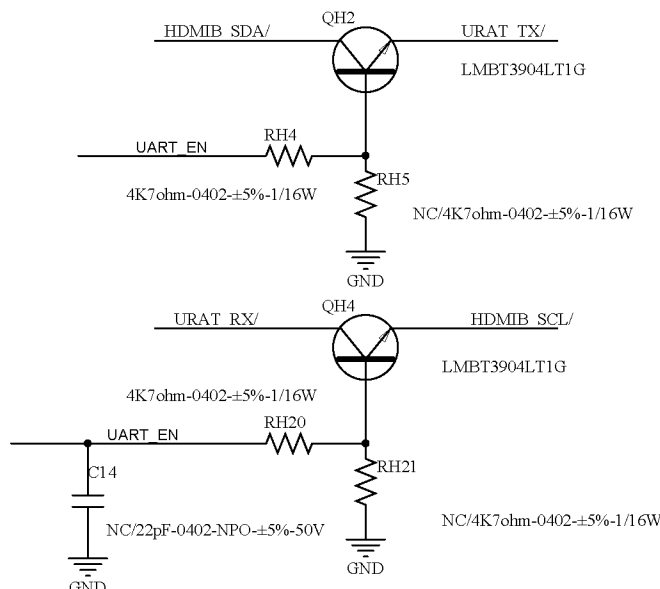 QH2
HDMIB_SDA/
URAT_TX/
LMBT3904LT1G
UART_EN
RH4
RH5
4K7ohm-0402-±5%-1/16W
NC/4K7ohm-0402-±5%-1/16W
GND
QH4
URAT_RX/
HDMIB_SCL/
LMBT3904LT1G
4K7ohm-0402-±5%-1/16W
UART_EN
RH20
C14
RH21
NC/22pF-0402-NPO-±5%-50V
NC/4K7ohm-0402-±5%-1/16W
GND
GND